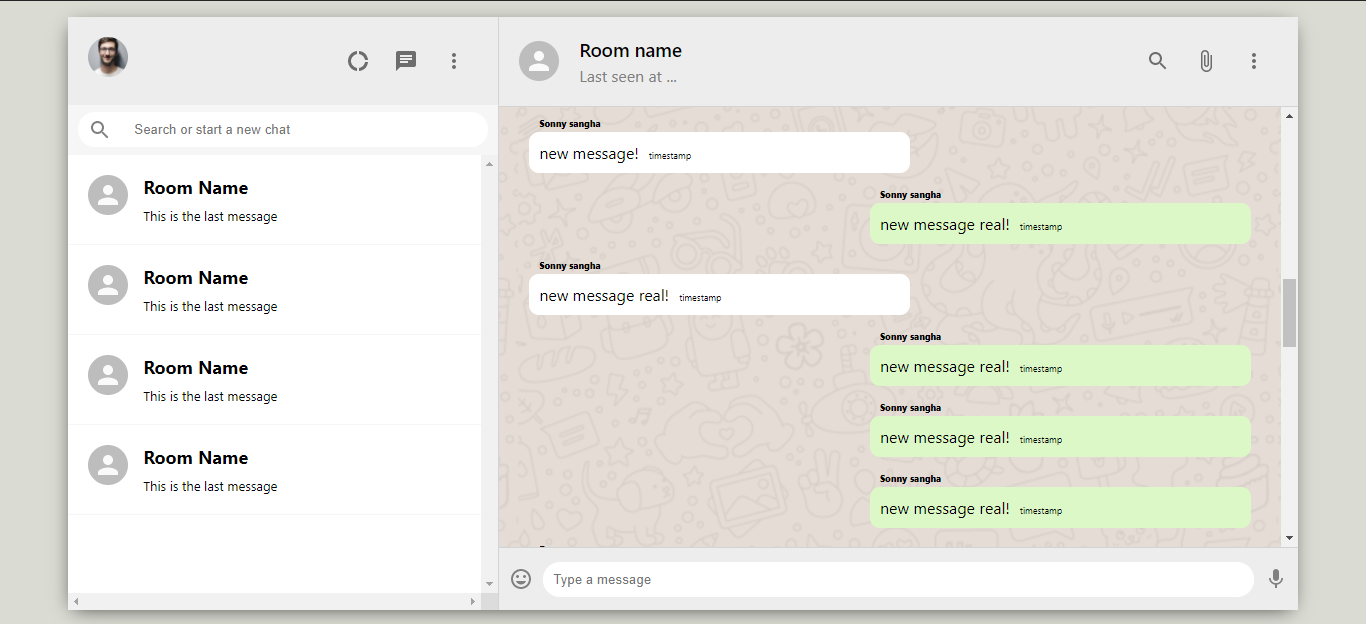 Search or start a new chat
Room Name
This is the last message
Room Name
This is the last message
Room Name
This is the last message
Room Name
This is the last message
Room name
Last seen at ...
Sonny sangha
new message! timestamp
Sonny sangha
new message real! timestamp
Sonny sangha
new message real! timestamp
Sonny sangha
new message real! timestamp
Sonny sangha
new message real! timestamp
Sonny sangha
new message real! timestamp
Type a message